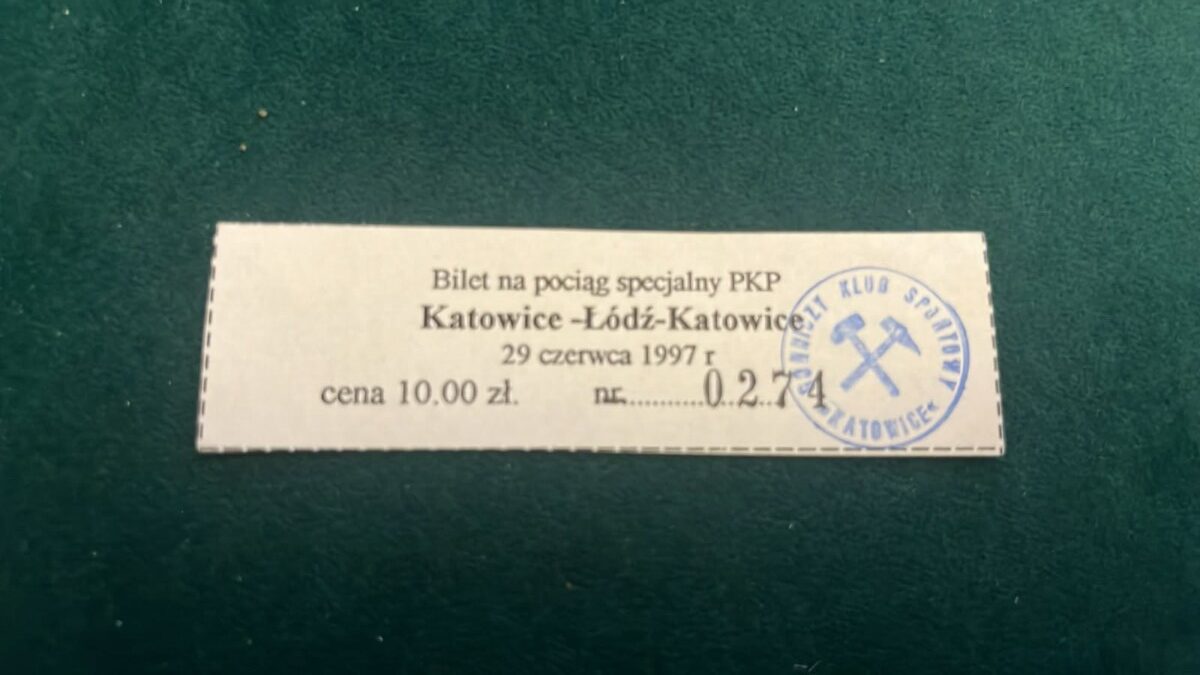 Bilet na pociąg specjalny PKP
Katowice -Łódź-Katowice
29 czerwca 1997 r
cena 10.00 zł. nr..............0274
KLUB SPORTOWY
"KATOWICE"